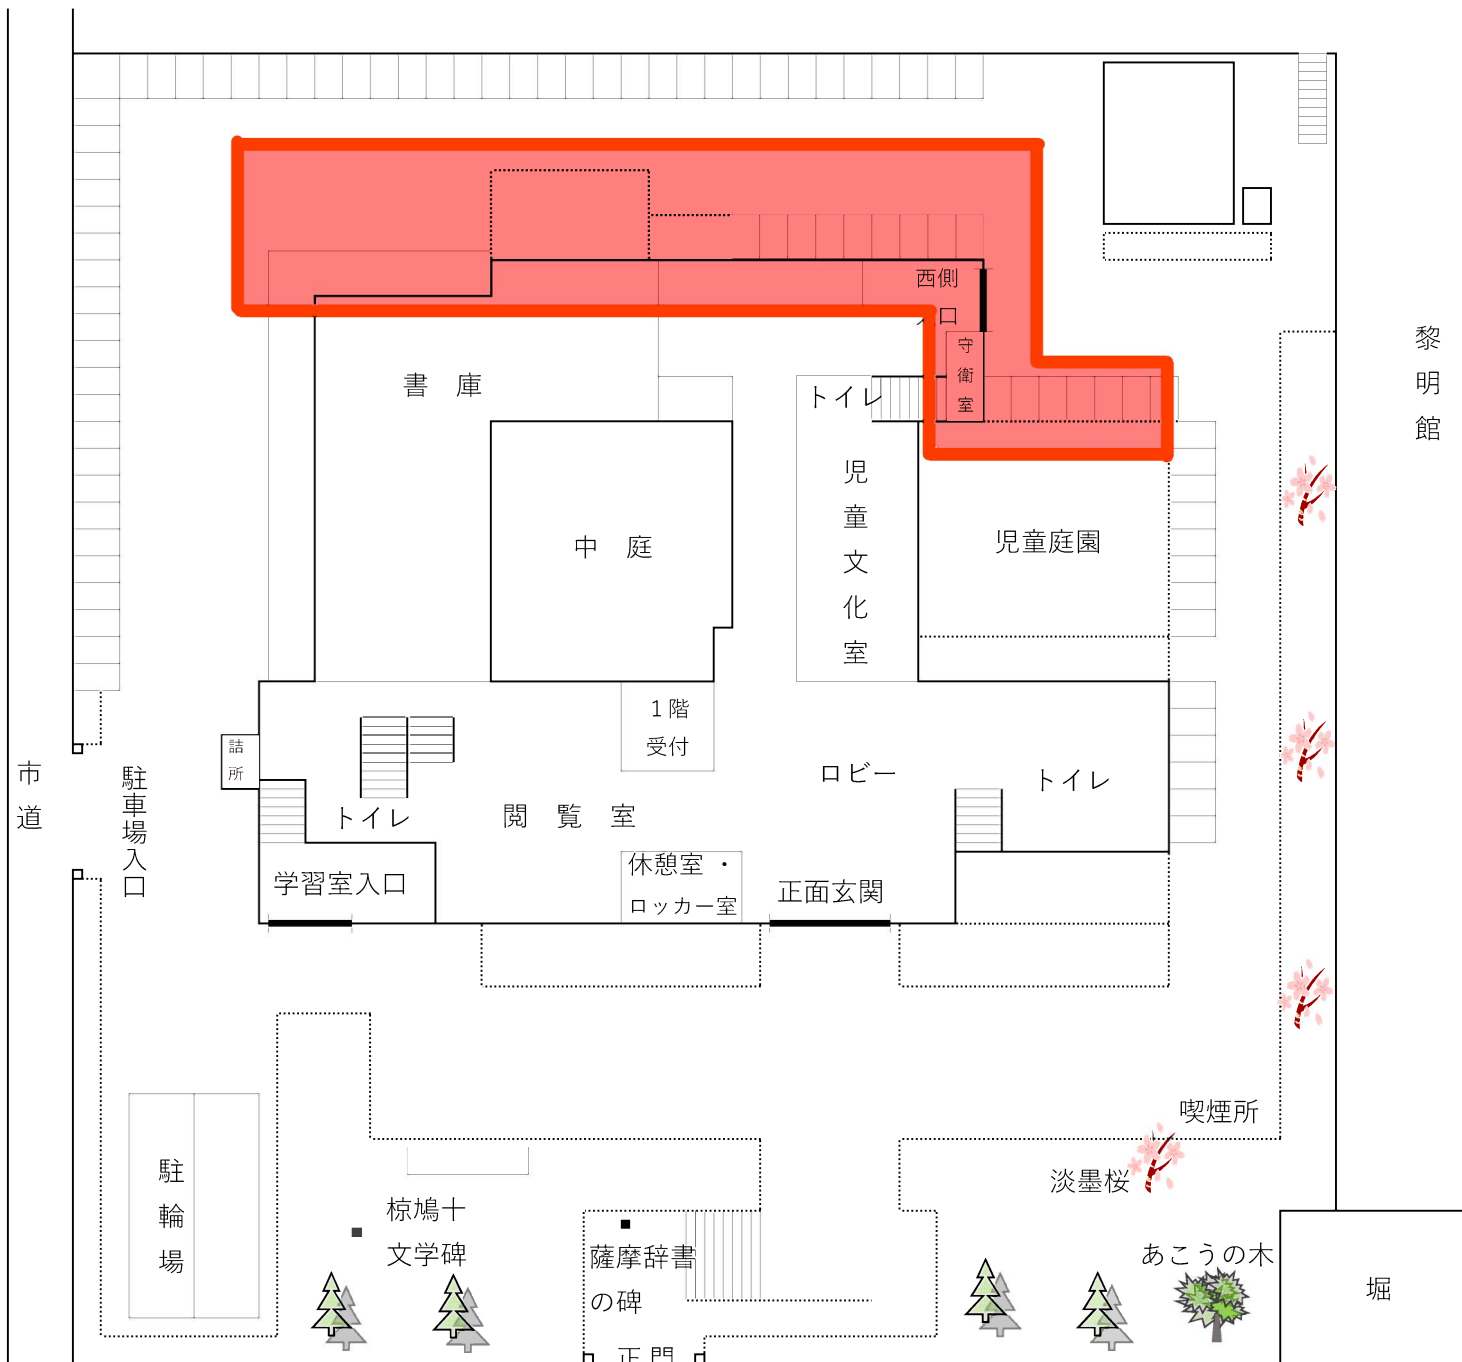 西側
口
守衛室
黎明館
書 庫
トイレ
児童文化室
中 庭
児童庭園
1階
受付
詰所
市道
駐車場入口
ロビー
トイレ
トイレ
閲 覧 室
休憩室・
ロッカー室
学習室入口
正面玄関
喫煙所
駐輪場
淡墨桜
椋鳩十
文学碑
薩摩辞書
の碑
あこうの木
堀
正門